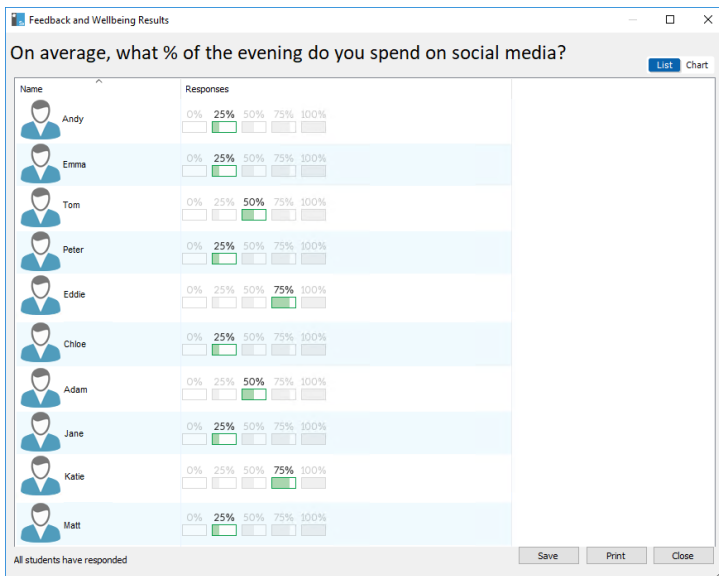 Feedback and Wellbeing Results
On average, what % of the evening do you spend on social media?
List Chart
Name Responses
Andy 0% 25% 50% 75% 100%
Emma 0% 25% 50% 75% 100%
Tom 0% 25% 50% 75% 100%
Peter 0% 25% 50% 75% 100%
Eddie 0% 25% 50% 75% 100%
Chloe 0% 25% 50% 75% 100%
Adam 0% 25% 50% 75% 100%
Jane 0% 25% 50% 75% 100%
Katie 0% 25% 50% 75% 100%
Matt 0% 25% 50% 75% 100%
All students have responded Save Print Close